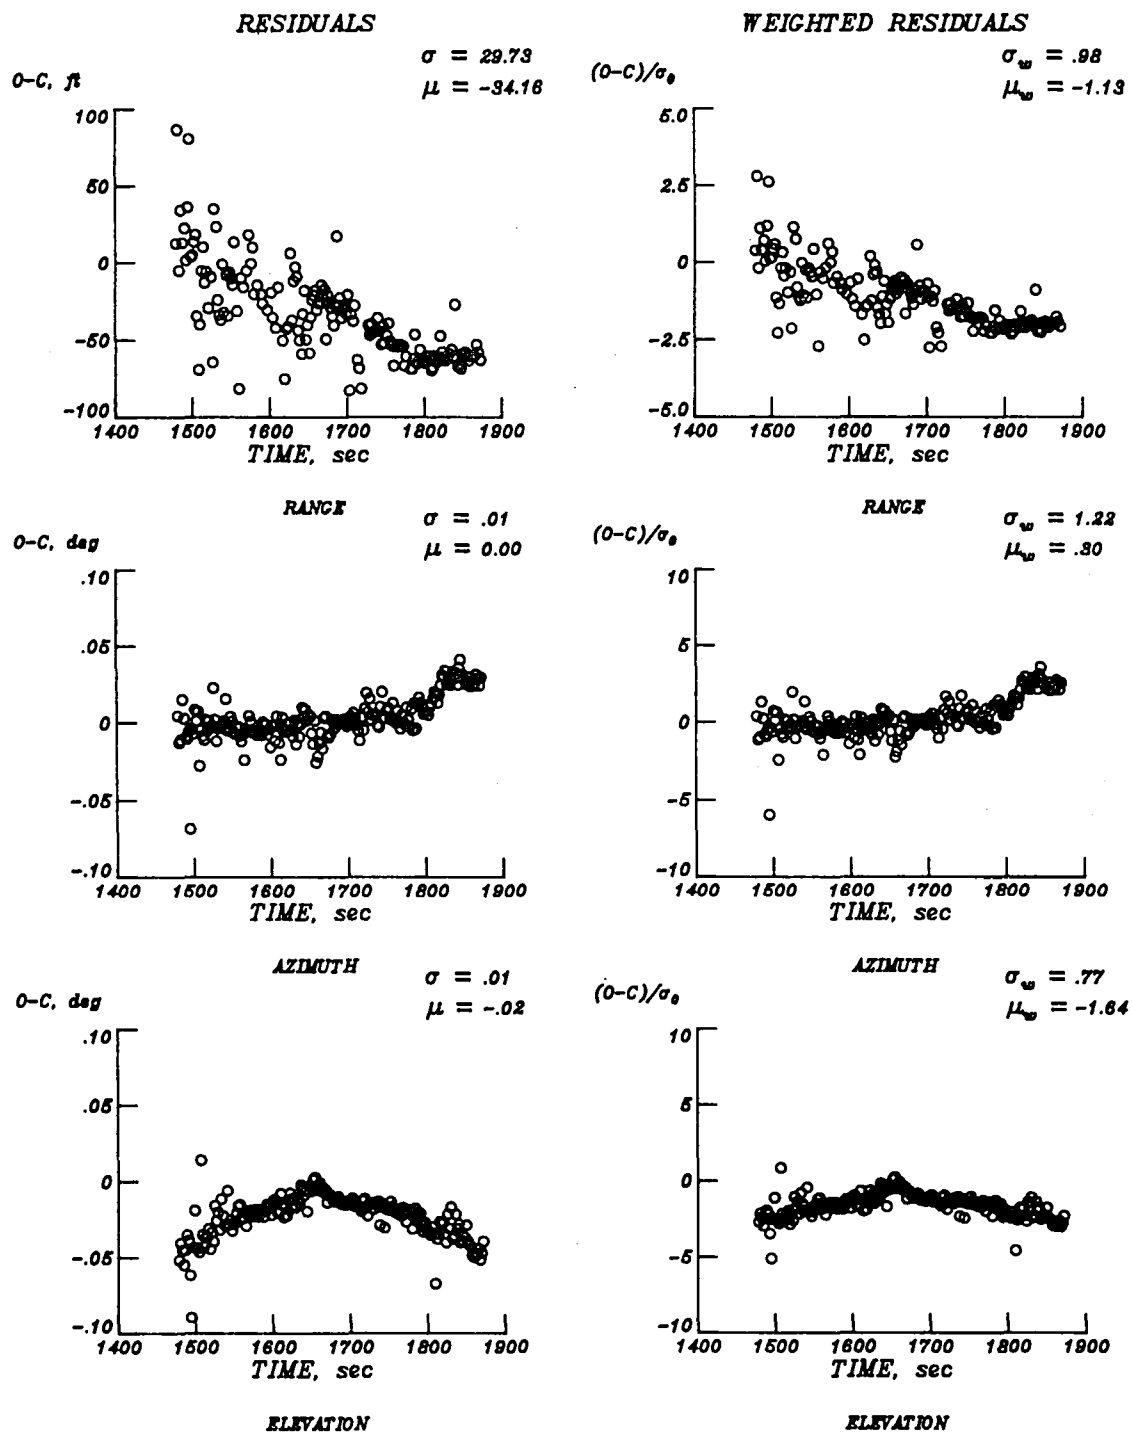 RESIDUALS
σ = 29.73
μ = -34.16
O-C, ft
100
50
0
-50
-100
1400 1500 1600 1700 1800 1900
TIME, sec
RANGE
WEIGHTED RESIDUALS
σw = .98
μw = -1.13
(O-C)/σθ
5.0
2.5
0
-2.5
-5.0
1400 1500 1600 1700 1800 1900
TIME, sec
RANGE
σ = .01
μ = 0.00
O-C, deg
.10
.05
0
-.05
-.10
1400 1500 1600 1700 1800 1900
TIME, sec
AZIMUTH
σw = 1.22
μw = .30
(O-C)/σθ
10
5
0
-5
-10
1400 1500 1600 1700 1800 1900
TIME, sec
AZIMUTH
σ = .01
μ = -.02
O-C, deg
.10
.05
0
-.05
-.10
1400 1500 1600 1700 1800 1900
TIME, sec
ELEVATION
σw = .77
μw = -1.64
(O-C)/σθ
10
5
0
-5
-10
1400 1500 1600 1700 1800 1900
TIME, sec
ELEVATION